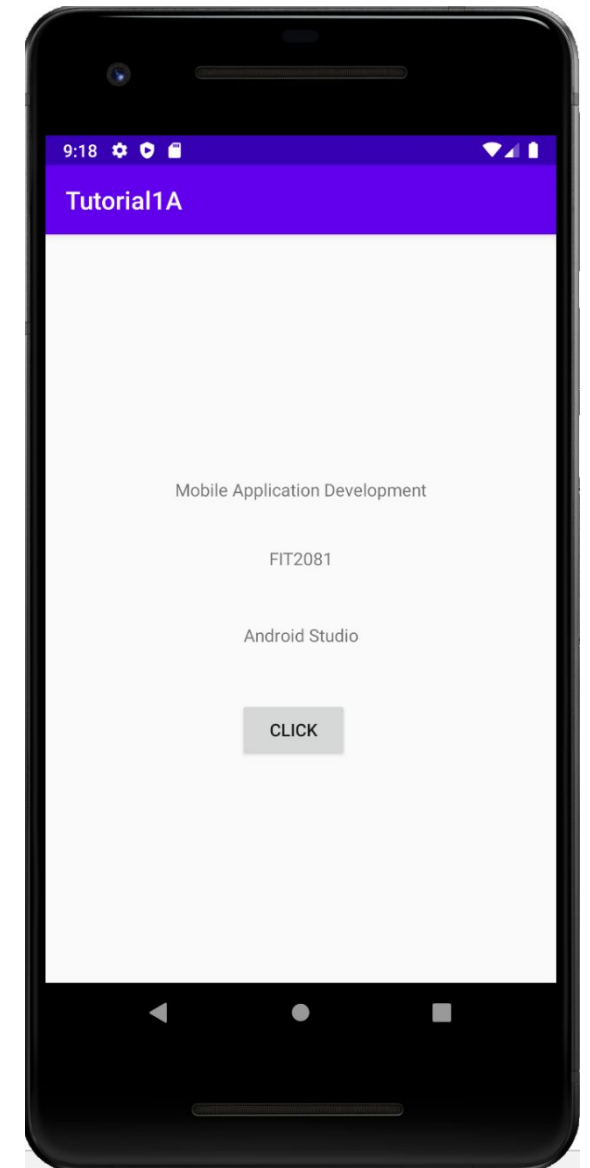 9:18
Tutorial1A
Mobile Application Development
FIT2081
Android Studio
CLICK